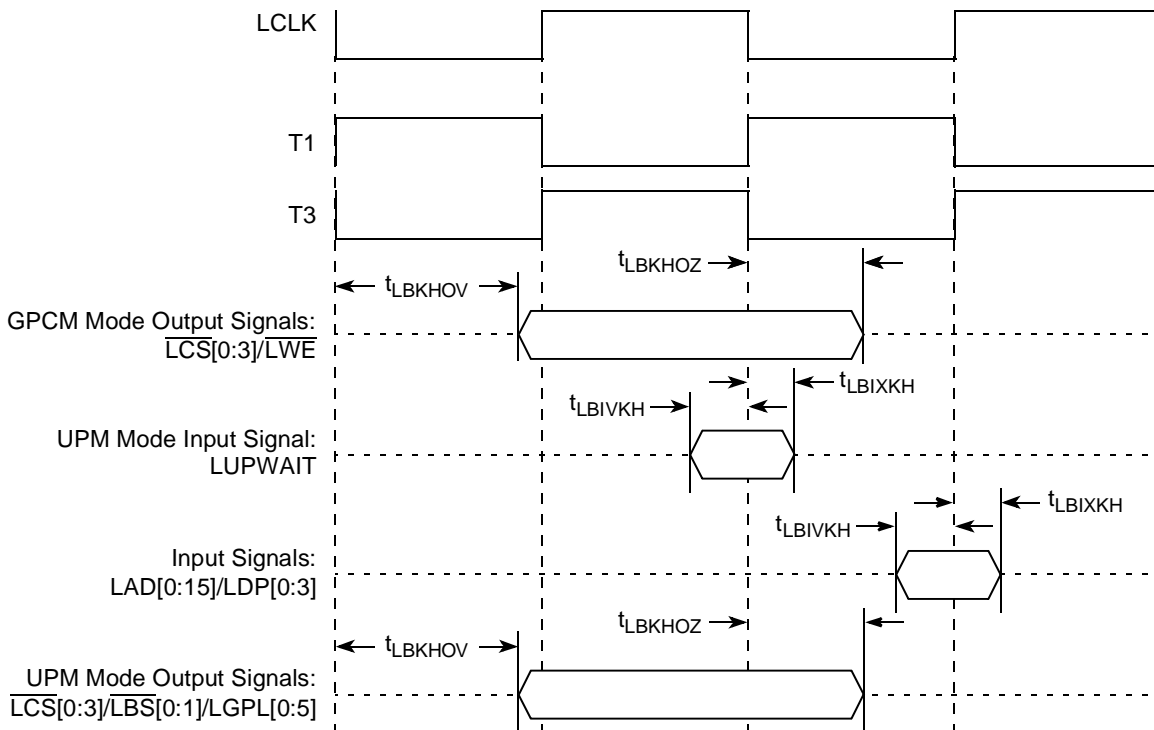 LCLK
T1
T3
tLBKHOZ
tLBKHOV
GPCM Mode Output Signals:
LCS[0:3]/LWE
tLBIXKH
tLBIVKH
UPM Mode Input Signal:
LUPWAIT
tLBIXKH
tLBIVKH
Input Signals:
LAD[0:15]/LDP[0:3]
tLBKHOZ
tLBKHOV
UPM Mode Output Signals:
LCS[0:3]/LBS[0:1]/LGPL[0:5]